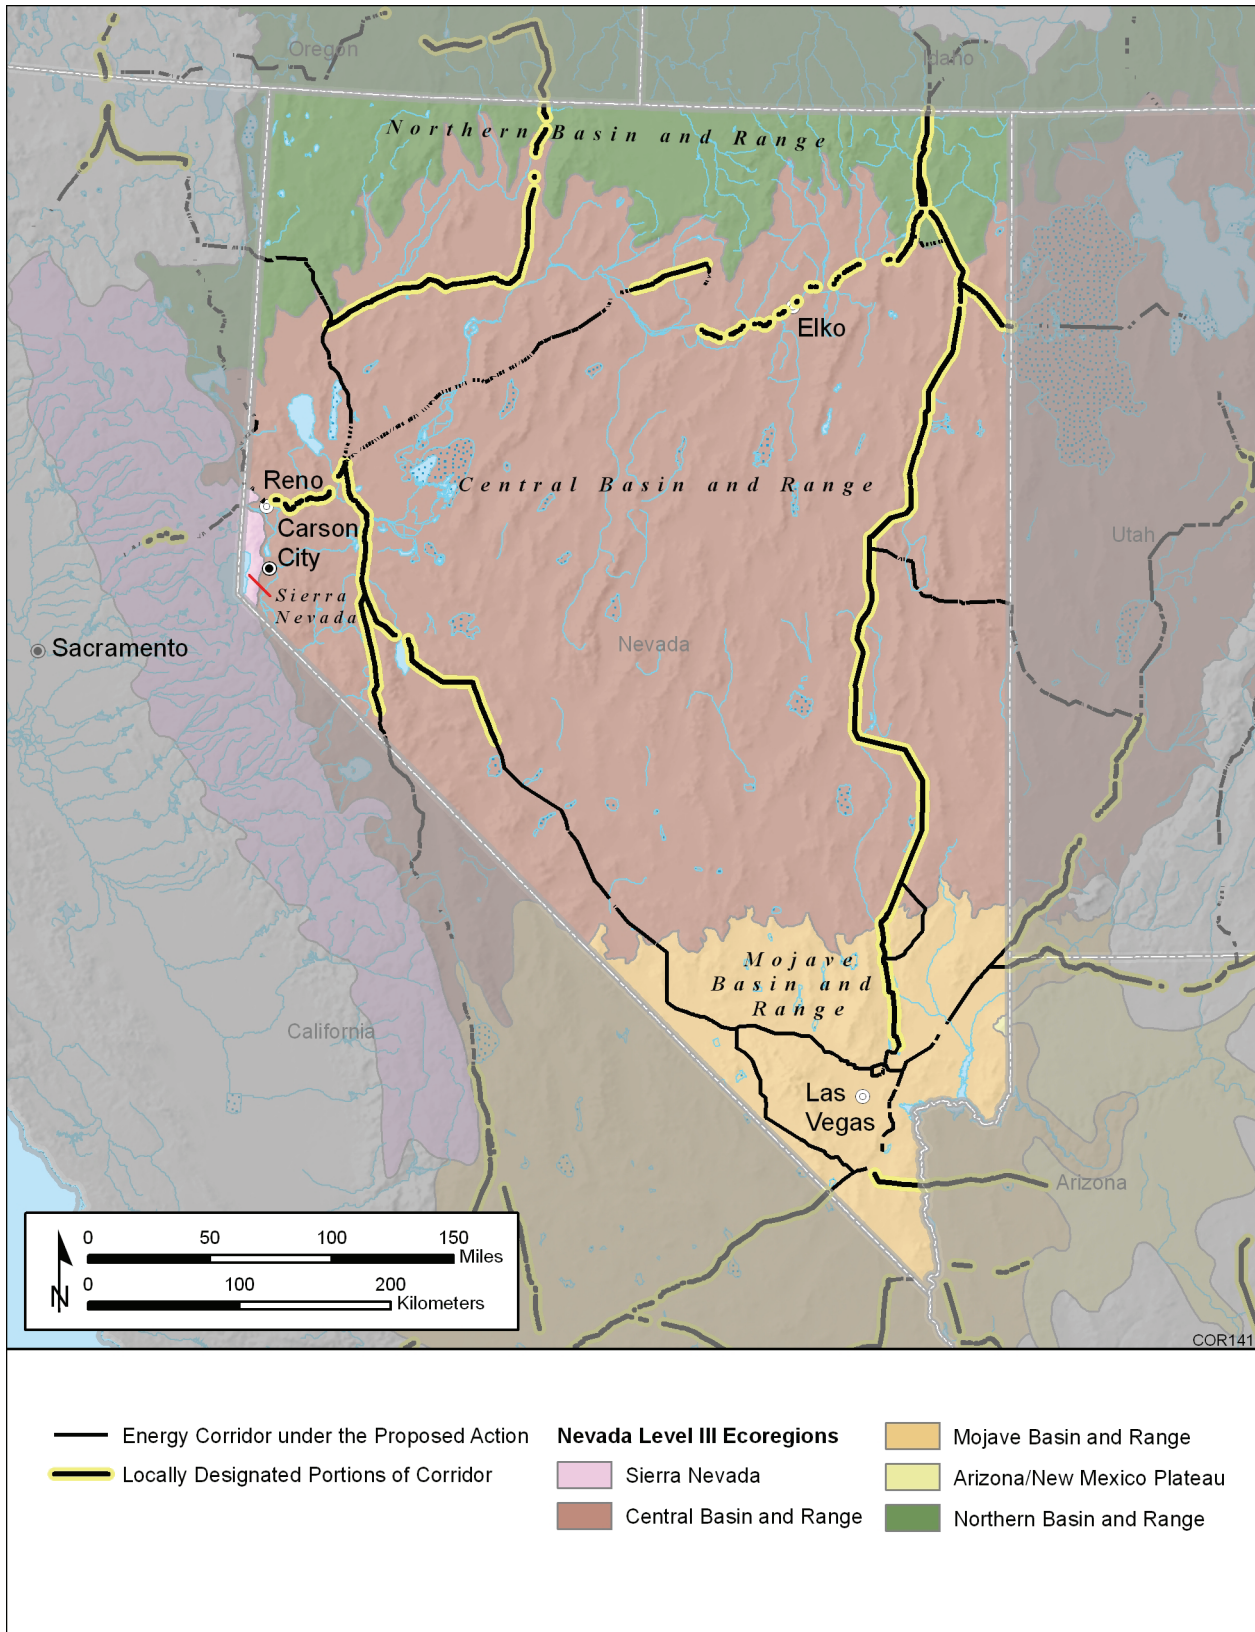 Oregon
Idaho
Northern Basin and Range
Elko
Reno
Central Basin and Range
Carson
City
Utah
Sierra
Nevada
Nevada
Sacramento
Mojave
Basin and
Range
California
Las
Vegas
Arizona
0 50 100 150
Miles
0 100 200
Kilometers
N
COR141
Energy Corridor under the Proposed Action
Locally Designated Portions of Corridor
Nevada Level III Ecoregions
Sierra Nevada
Central Basin and Range
Mojave Basin and Range
Arizona/New Mexico Plateau
Northern Basin and Range